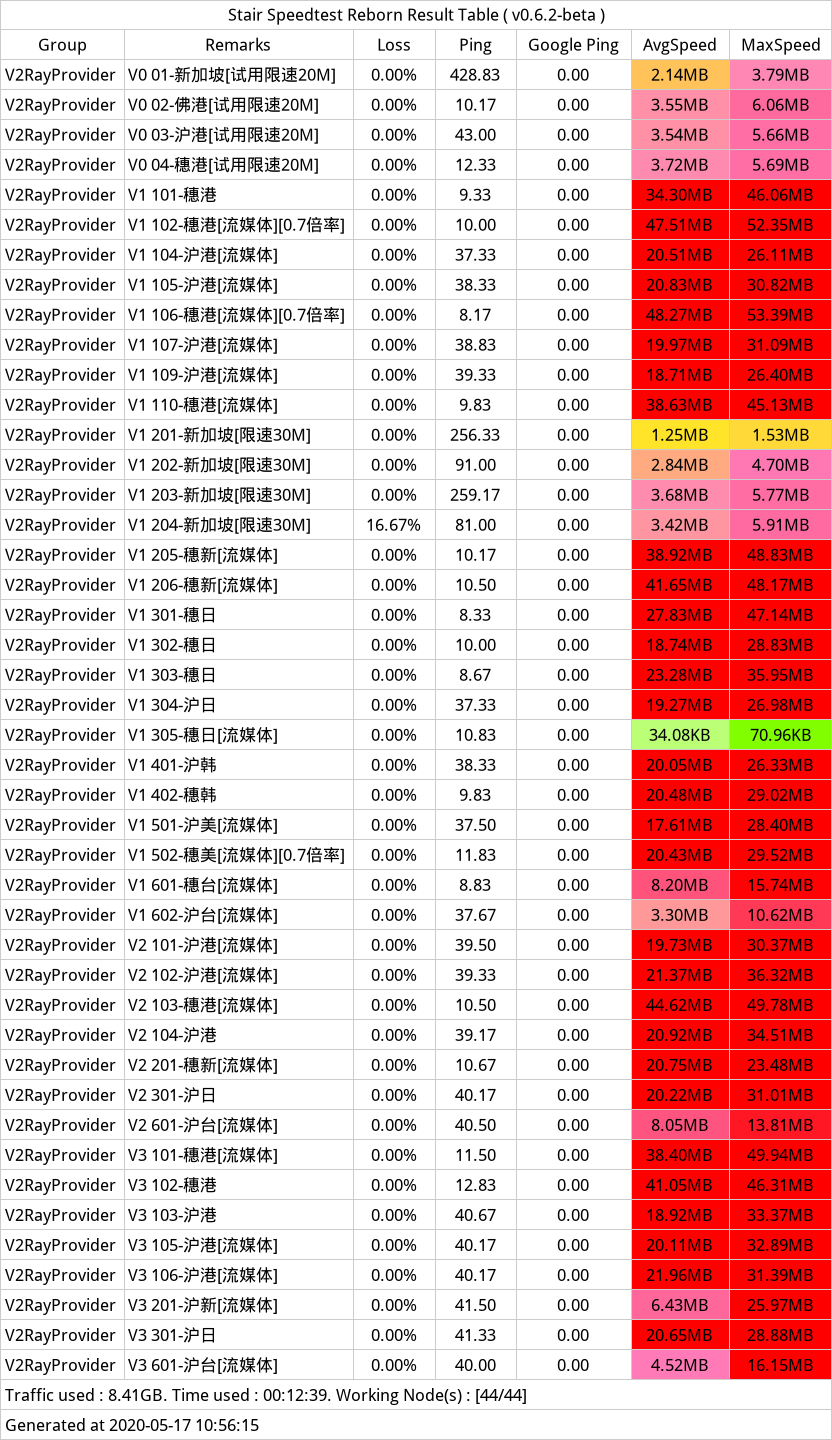 Stair Speedtest Reborn Result Table ( v0.6.2-beta )
Group Remarks Loss Ping Google Ping AvgSpeed MaxSpeed
V2RayProvider V0 01-新加坡[试用限速20M] 0.00% 428.83 0.00 2.14MB 3.79MB
V2RayProvider V0 02-佛港[试用限速20M] 0.00% 10.17 0.00 3.55MB 6.06MB
V2RayProvider V0 03-沪港[试用限速20M] 0.00% 43.00 0.00 3.54MB 5.66MB
V2RayProvider V0 04-穗港[试用限速20M] 0.00% 12.33 0.00 3.72MB 5.69MB
V2RayProvider V1 101-穗港 0.00% 9.33 0.00 34.30MB 46.06MB
V2RayProvider V1 102-穗港[流媒体][0.7倍率] 0.00% 10.00 0.00 47.51MB 52.35MB
V2RayProvider V1 104-沪港[流媒体] 0.00% 37.33 0.00 20.51MB 26.11MB
V2RayProvider V1 105-沪港[流媒体] 0.00% 38.33 0.00 20.83MB 30.82MB
V2RayProvider V1 106-穗港[流媒体][0.7倍率] 0.00% 8.17 0.00 48.27MB 53.39MB
V2RayProvider V1 107-沪港[流媒体] 0.00% 38.83 0.00 19.97MB 31.09MB
V2RayProvider V1 109-沪港[流媒体] 0.00% 39.33 0.00 18.71MB 26.40MB
V2RayProvider V1 110-穗港[流媒体] 0.00% 9.83 0.00 38.63MB 45.13MB
V2RayProvider V1 201-新加坡[限速30M] 0.00% 256.33 0.00 1.25MB 1.53MB
V2RayProvider V1 202-新加坡[限速30M] 0.00% 91.00 0.00 2.84MB 4.70MB
V2RayProvider V1 203-新加坡[限速30M] 0.00% 259.17 0.00 3.68MB 5.77MB
V2RayProvider V1 204-新加坡[限速30M] 16.67% 81.00 0.00 3.42MB 5.91MB
V2RayProvider V1 205-穗新[流媒体] 0.00% 10.17 0.00 38.92MB 48.83MB
V2RayProvider V1 206-穗新[流媒体] 0.00% 10.50 0.00 41.65MB 48.17MB
V2RayProvider V1 301-穗日 0.00% 8.33 0.00 27.83MB 47.14MB
V2RayProvider V1 302-穗日 0.00% 10.00 0.00 18.74MB 28.83MB
V2RayProvider V1 303-穗日 0.00% 8.67 0.00 23.28MB 35.95MB
V2RayProvider V1 304-沪日 0.00% 37.33 0.00 19.27MB 26.98MB
V2RayProvider V1 305-穗日[流媒体] 0.00% 10.83 0.00 34.08KB 70.96KB
V2RayProvider V1 401-沪韩 0.00% 38.33 0.00 20.05MB 26.33MB
V2RayProvider V1 402-穗韩 0.00% 9.83 0.00 20.48MB 29.02MB
V2RayProvider V1 501-沪美[流媒体] 0.00% 37.50 0.00 17.61MB 28.40MB
V2RayProvider V1 502-穗美[流媒体][0.7倍率] 0.00% 11.83 0.00 20.43MB 29.52MB
V2RayProvider V1 601-穗台[流媒体] 0.00% 8.83 0.00 8.20MB 15.74MB
V2RayProvider V1 602-沪台[流媒体] 0.00% 37.67 0.00 3.30MB 10.62MB
V2RayProvider V2 101-沪港[流媒体] 0.00% 39.50 0.00 19.73MB 30.37MB
V2RayProvider V2 102-沪港[流媒体] 0.00% 39.33 0.00 21.37MB 36.32MB
V2RayProvider V2 103-穗港[流媒体] 0.00% 10.50 0.00 44.62MB 49.78MB
V2RayProvider V2 104-沪港 0.00% 39.17 0.00 20.92MB 34.51MB
V2RayProvider V2 201-穗新[流媒体] 0.00% 10.67 0.00 20.75MB 23.48MB
V2RayProvider V2 301-沪日 0.00% 40.17 0.00 20.22MB 31.01MB
V2RayProvider V2 601-沪台[流媒体] 0.00% 40.50 0.00 8.05MB 13.81MB
V2RayProvider V3 101-穗港[流媒体] 0.00% 11.50 0.00 38.40MB 49.94MB
V2RayProvider V3 102-穗港 0.00% 12.83 0.00 41.05MB 46.31MB
V2RayProvider V3 103-沪港 0.00% 40.67 0.00 18.92MB 33.37MB
V2RayProvider V3 105-沪港[流媒体] 0.00% 40.17 0.00 20.11MB 32.89MB
V2RayProvider V3 106-沪港[流媒体] 0.00% 40.17 0.00 21.96MB 31.39MB
V2RayProvider V3 201-沪新[流媒体] 0.00% 41.50 0.00 6.43MB 25.97MB
V2RayProvider V3 301-沪日 0.00% 41.33 0.00 20.65MB 28.88MB
V2RayProvider V3 601-沪台[流媒体] 0.00% 40.00 0.00 4.52MB 16.15MB
Traffic used : 8.41GB. Time used : 00:12:39. Working Node(s) : [44/44]
Generated at 2020-05-17 10:56:15